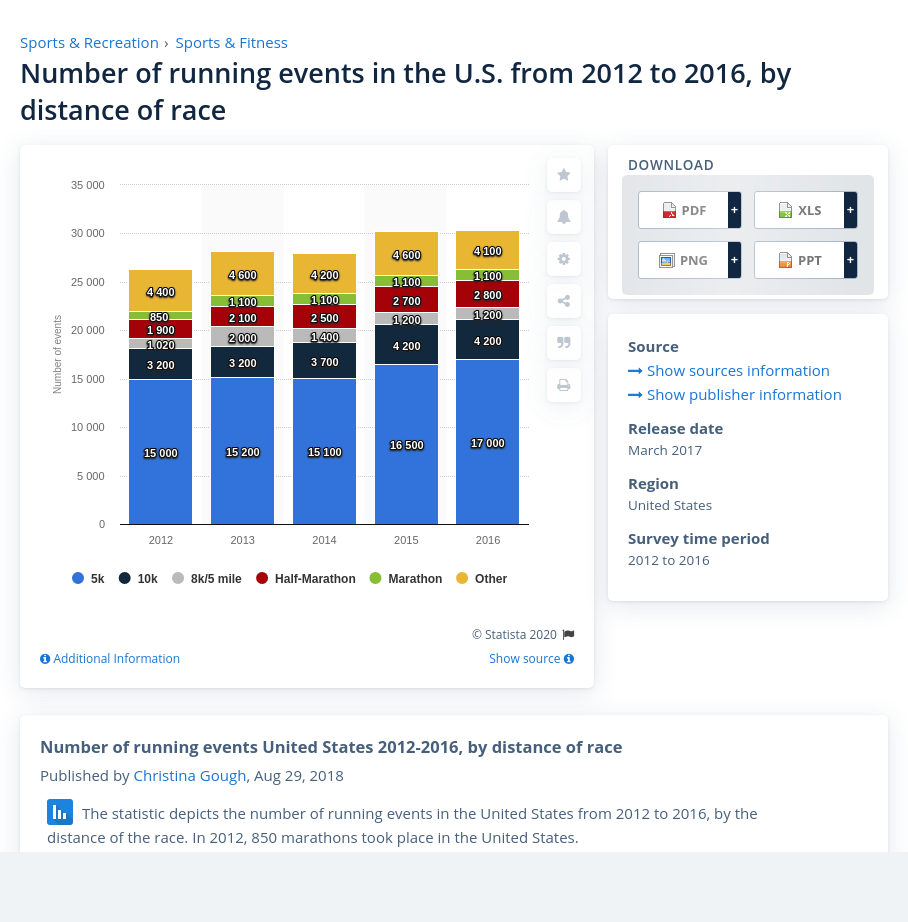 Sports & Recreation › Sports & Fitness
Number of running events in the U.S. from 2012 to 2016, by
distance of race
35 000
30 000
25 000
20 000
15 000
10 000
5 000
0
Number of events
4 400
850
1 900
1 020
3 200
15 000
4 600
1 100
2 100
2 000
3 200
15 200
4 200
1 100
2 500
1 400
3 700
15 100
4 600
1 100
2 700
1 200
4 200
16 500
4 100
1 100
2 800
1 200
4 200
17 000
2012 2013 2014 2015 2016
5k 10k 8k/5 mile Half-Marathon Marathon Other
© Statista 2020
Additional Information Show source
DOWNLOAD
PDF + XLS +
PNG + PPT +
Source
Show sources information
Show publisher information
Release date
March 2017
Region
United States
Survey time period
2012 to 2016
Number of running events United States 2012-2016, by distance of race
Published by Christina Gough, Aug 29, 2018
The statistic depicts the number of running events in the United States from 2012 to 2016, by the
distance of the race. In 2012, 850 marathons took place in the United States.